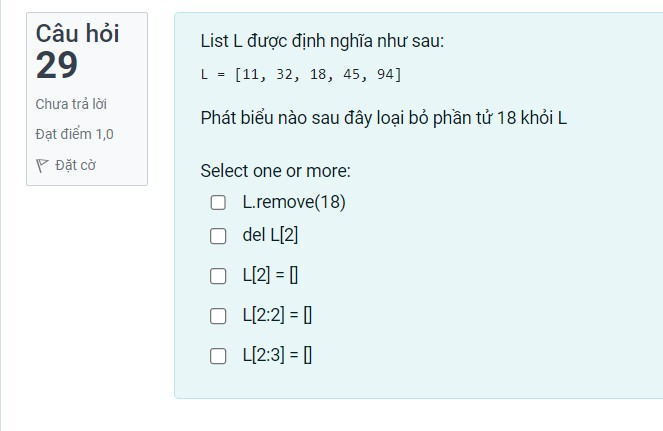 Câu hỏi
29
Chưa trả lời
Đạt điểm 1,0
Đặt cờ
List L được định nghĩa như sau:
L = [11, 32, 18, 45, 94]
Phát biểu nào sau đây loại bỏ phần tử 18 khỏi L
Select one or more:
L.remove(18)
del L[2]
L[2] = []
L[2:2] = []
L[2:3] = []